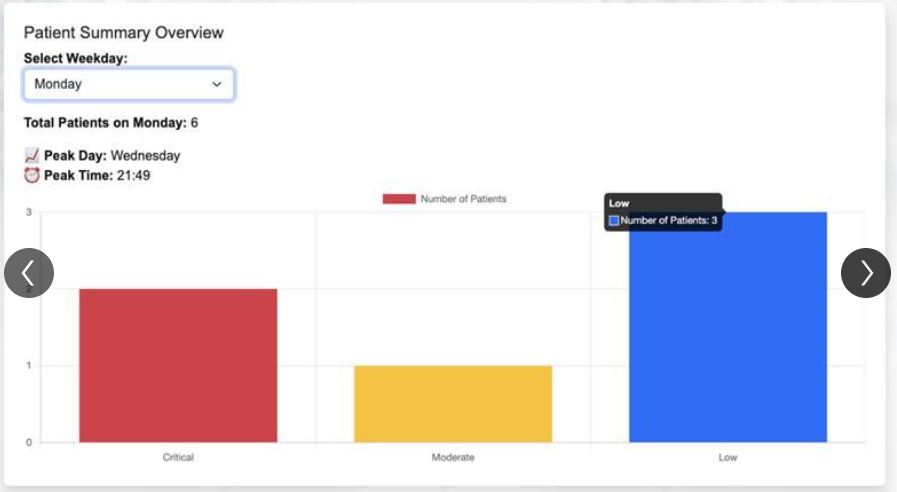 Patient Summary Overview
Select Weekday:
Monday
Total Patients on Monday: 6
Peak Day: Wednesday
Peak Time: 21:49
Number of Patients
Low
Number of Patients: 3
3
2
1
0
Critical Moderate Low